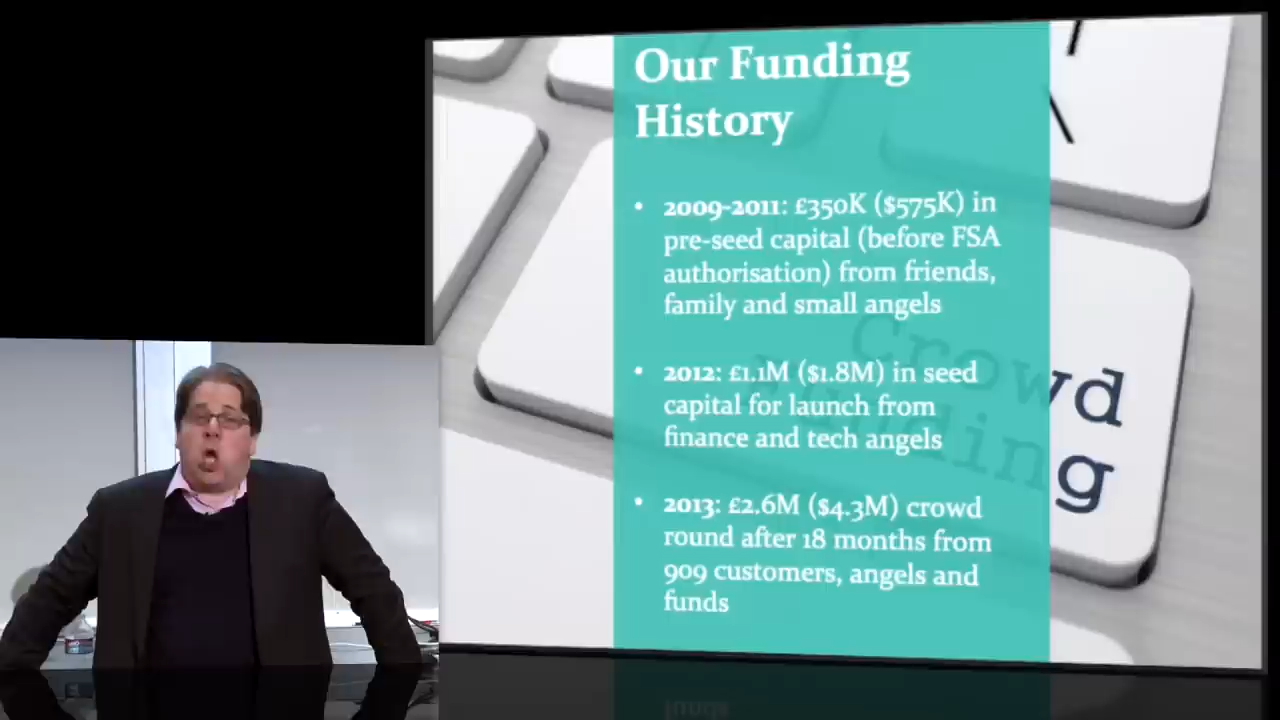 Our Funding
History
• 2009-2011: £350K ($575K) in
pre-seed capital (before FSA
authorisation) from friends,
family and small angels
• 2012: £1.1M ($1.8M) in seed
capital for launch from
finance and tech angels
• 2013: £2.6M ($4.3M) crowd
round after 18 months from
909 customers, angels and
funds
Crowd
funding